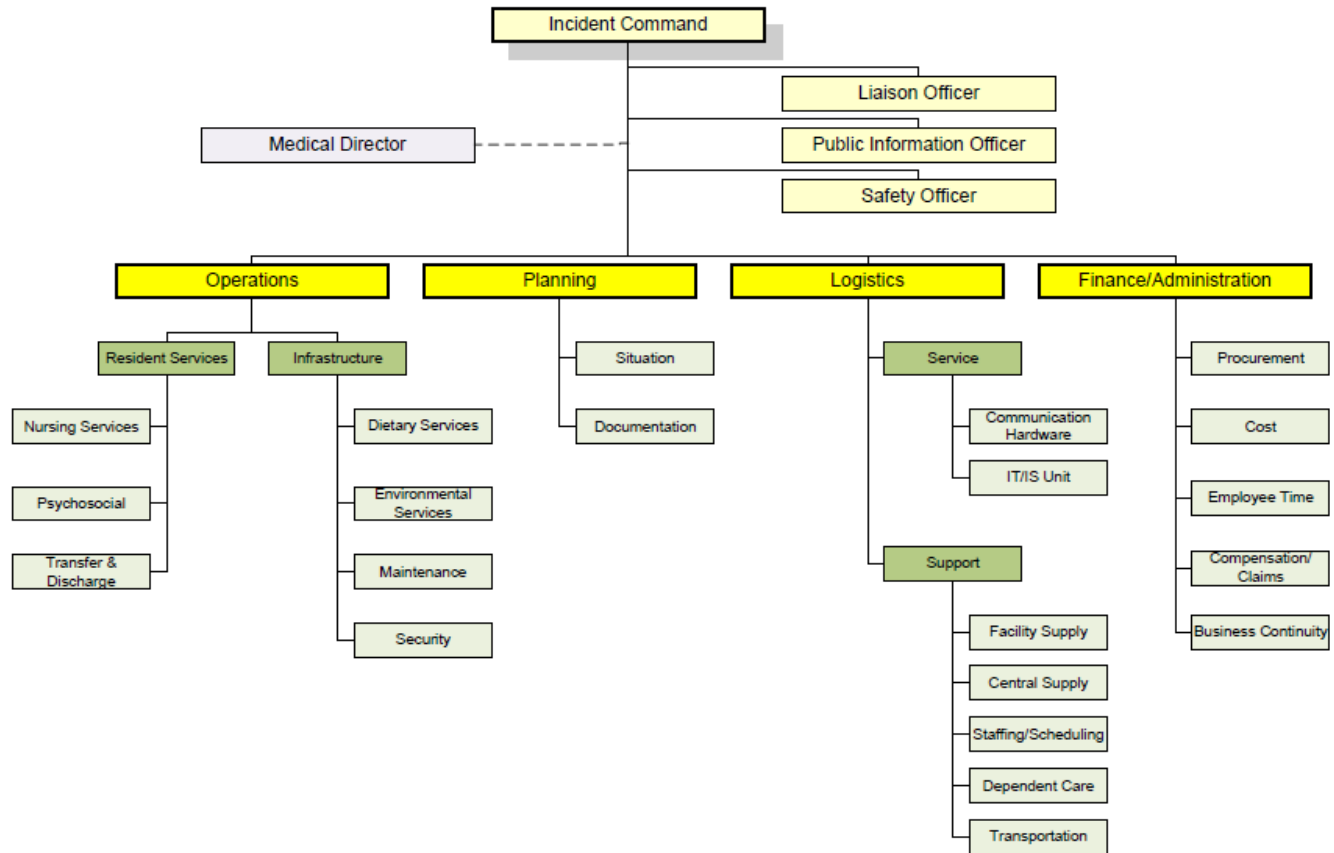 Incident Command
Liaison Officer
Medical Director
Public Information Officer
Safety Officer
Operations
Planning
Logistics
Finance/Administration
Resident Services
Infrastructure
Situation
Service
Procurement
Nursing Services
Dietary Services
Documentation
Communication
Hardware
Cost
IT/IS Unit
Psychosocial
Environmental
Services
Employee Time
Transfer &
Discharge
Maintenance
Support
Compensation/
Claims
Security
Facility Supply
Business Continuity
Central Supply
Staffing/Scheduling
Dependent Care
Transportation